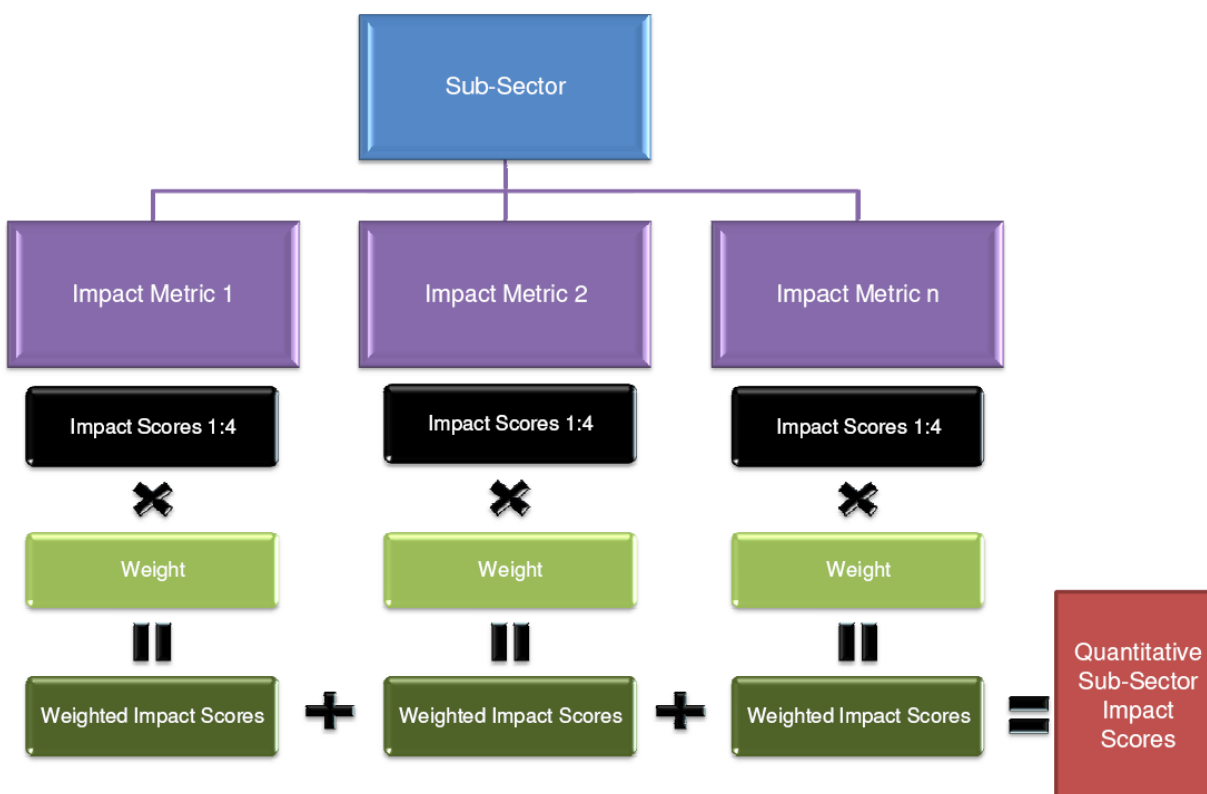 Sub-Sector
Impact Metric 1
Impact Metric 2
Impact Metric n
Impact Scores 1:4
Impact Scores 1:4
Impact Scores 1:4
Weight
Weight
Weight
Weighted Impact Scores
Weighted Impact Scores
Weighted Impact Scores
Quantitative
Sub-Sector
Impact
Scores